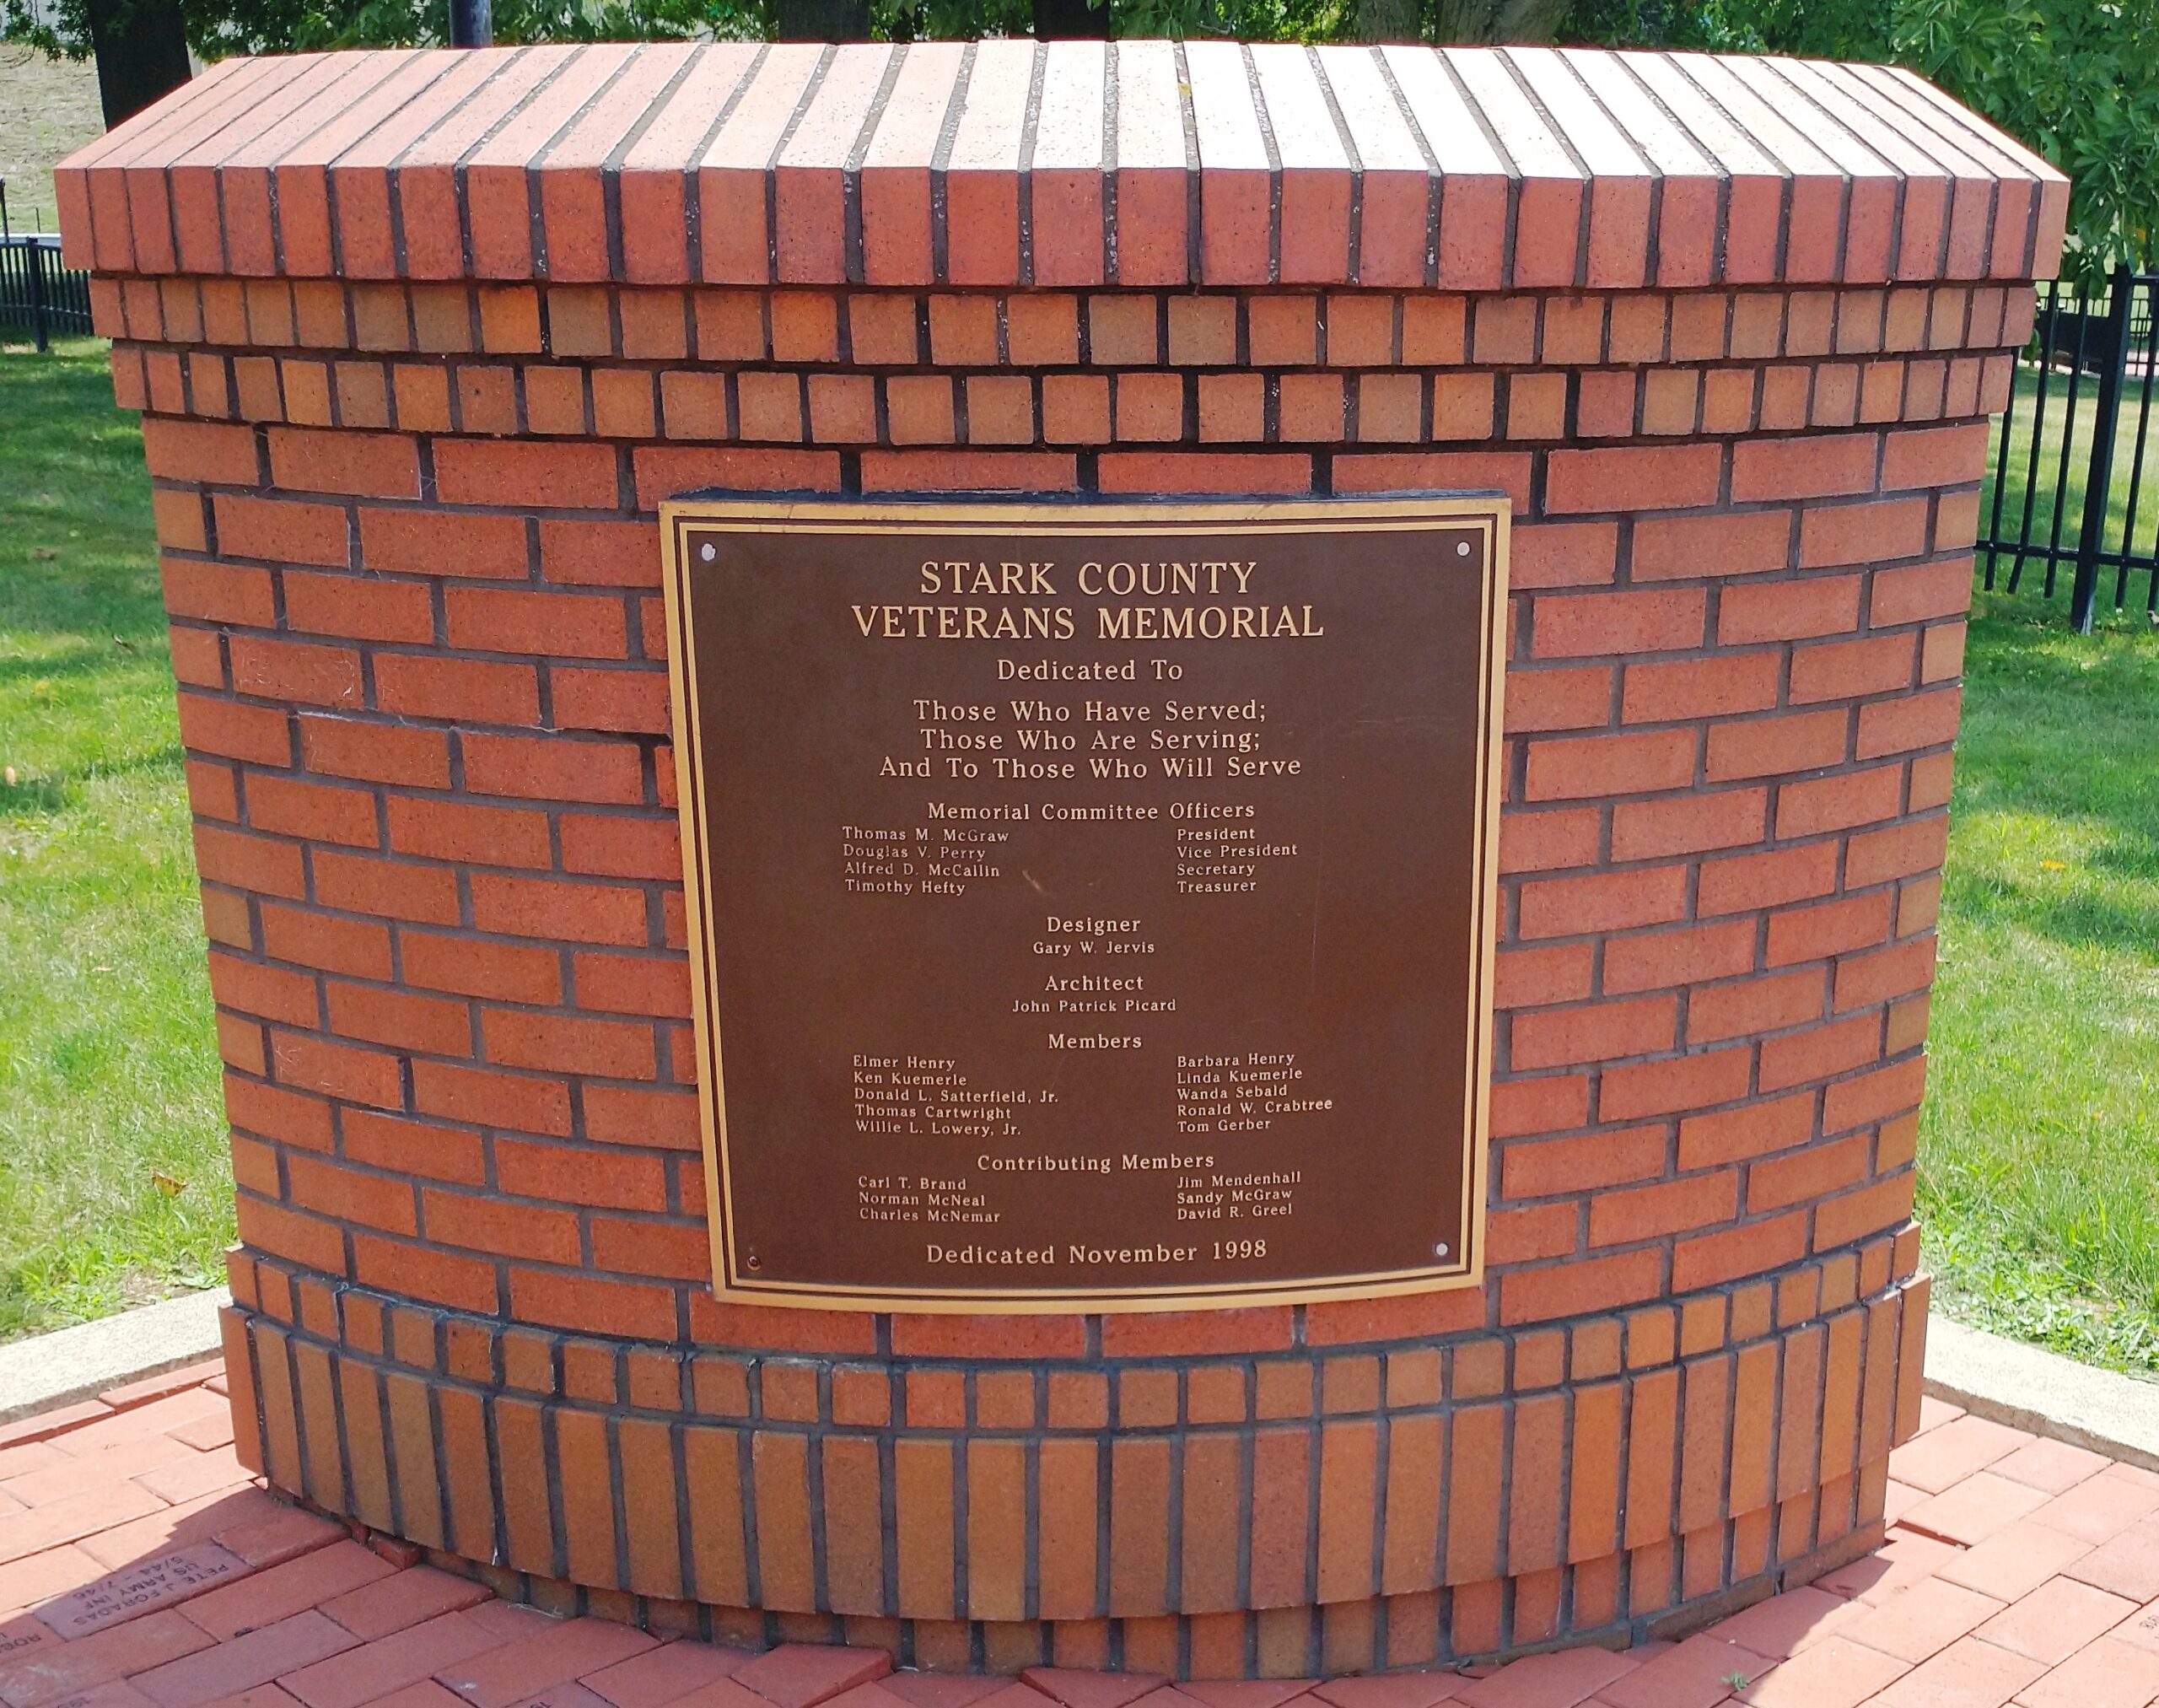 STARK COUNTY
VETERANS MEMORIAL
Dedicated To
Those Who Have Served;
Those Who Are Serving;
And To Those Who Will Serve
Memorial Committee Officers
Thomas M. McGraw President
Douglas V. Perry Vice President
Alfred D. McCallin Secretary
Timothy Hefty Treasurer
Designer
Gary W. Jervis
Architect
John Patrick Picard
Members
Elmer Henry Barbara Henry
Ken Kuemerle Linda Kuemerle
Donald L. Satterfield, Jr. Wanda Sebald
Thomas Cartwright Ronald W. Crabtree
Willie L. Lowery, Jr. Tom Gerber
Contributing Members
Carl T. Brand Jim Mendenhall
Norman McNeal Sandy McGraw
Charles McNemar David R. Greel
Dedicated November 1998
PETE J FGRADAS
US ARMY INF
5/44 - 7/46